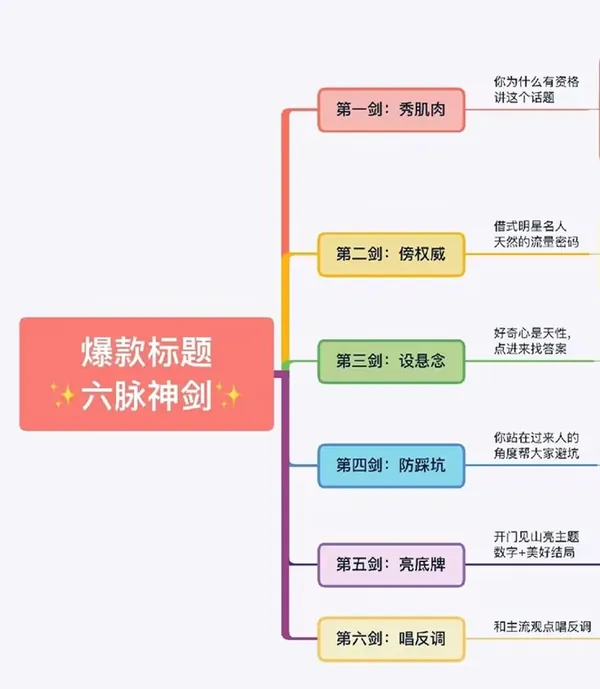 爆款标题
✨六脉神剑✨
第一剑：秀肌肉
你为什么有资格
讲这个话题
第二剑：傍权威
借式明星名人
天然的流量密码
第三剑：设悬念
好奇心是天性，
点进来找答案
第四剑：防踩坑
你站在过来人的
角度帮大家避坑
第五剑：亮底牌
开门见山亮主题
数字+美好结局
第六剑：唱反调
和主流观点唱反调